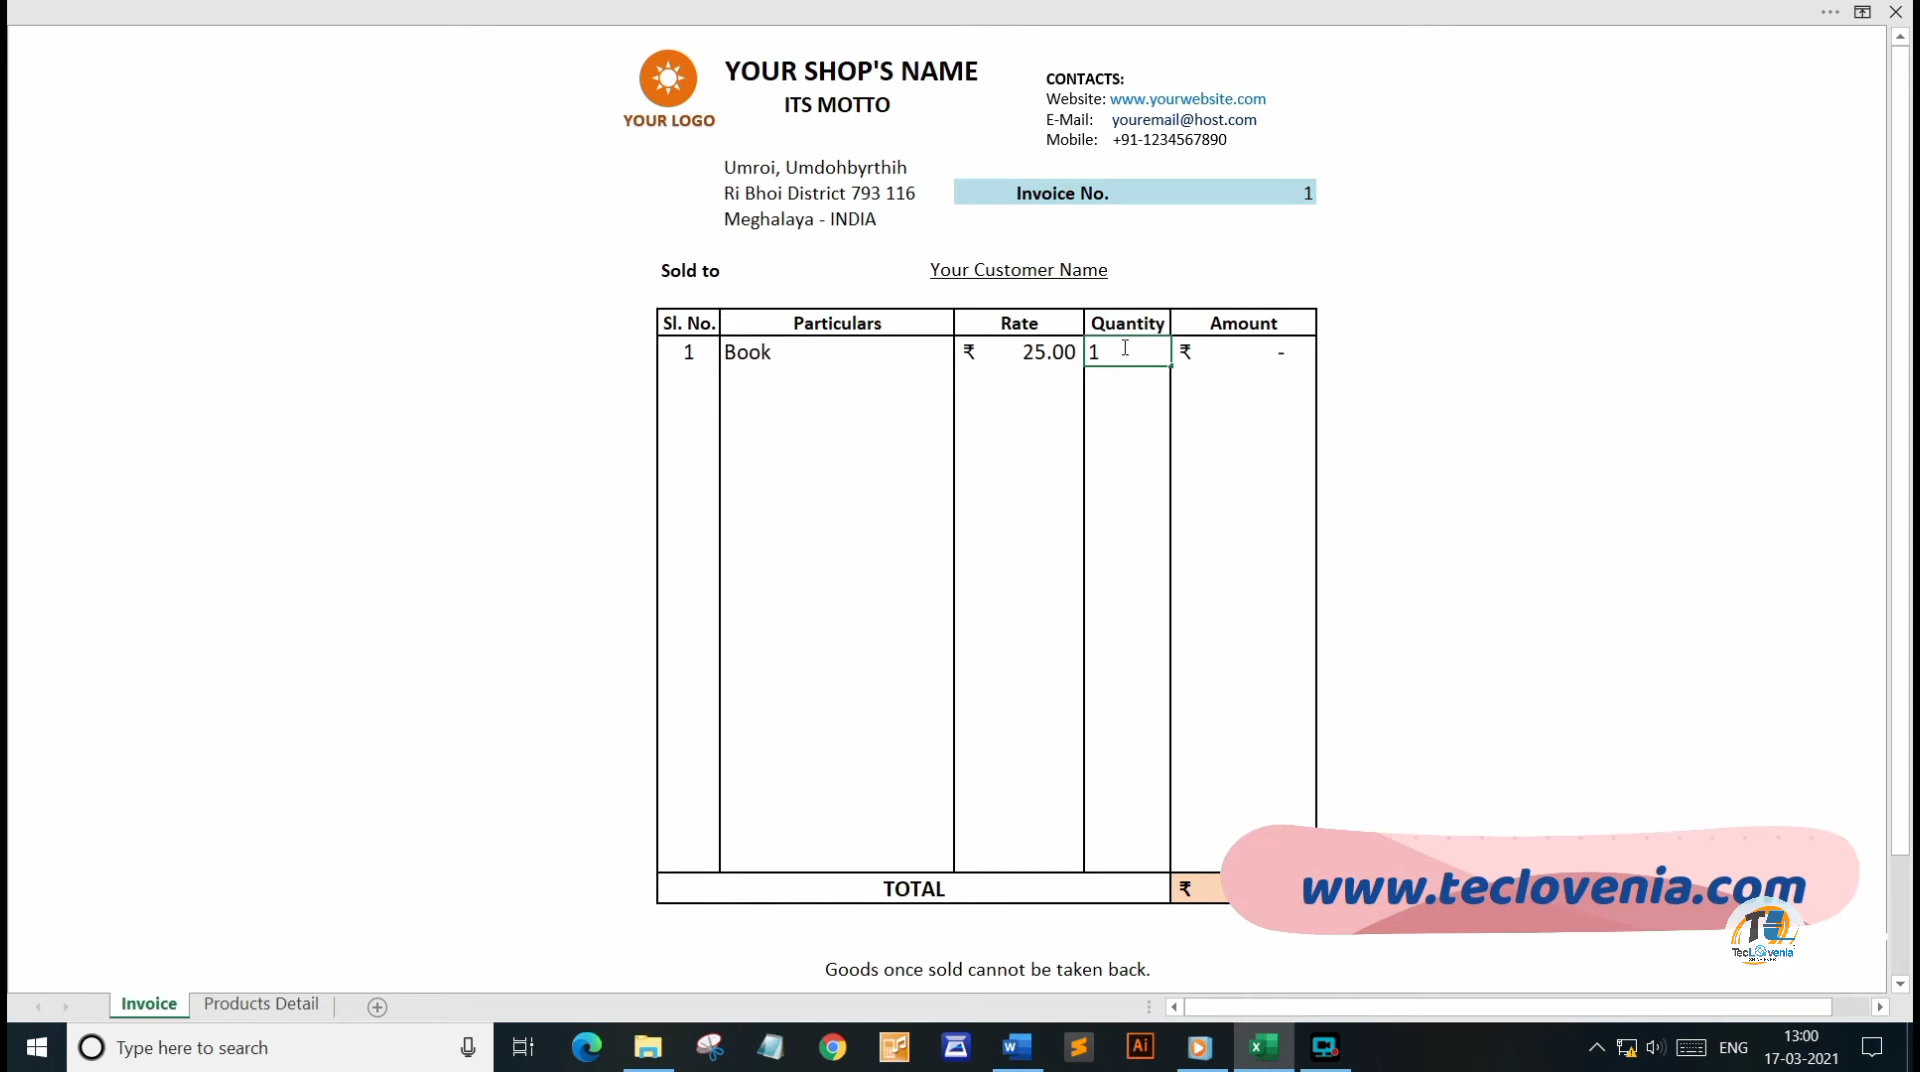 YOUR LOGO
YOUR SHOP'S NAME
ITS MOTTO
CONTACTS:
Website: www.yourwebsite.com
E-Mail: youremail@host.com
Mobile: +91-1234567890
Umroi, Umdohbyrthih
Ri Bhoi District 793 116
Meghalaya - INDIA
Invoice No. 1
Sold to Your Customer Name
Sl. No. Particulars Rate Quantity Amount
1 Book ₹ 25.00 1 ₹ -
TOTAL ₹
www.teclovenia.com
TecLovenia
Goods once sold cannot be taken back.
Invoice Products Detail
Type here to search
Ai
ENG
13:00
17-03-2021